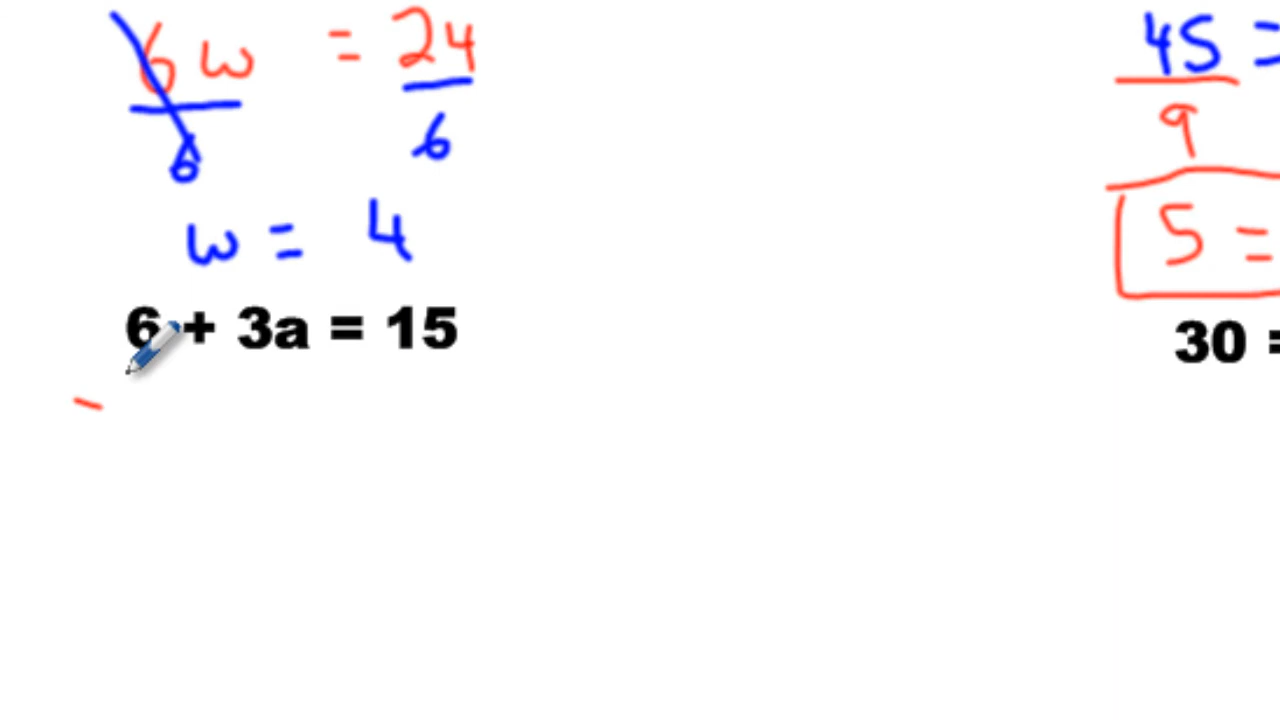 6w = 24
6 6
w = 4
6 + 3a = 15
-
45 =
9
5 =
30 =